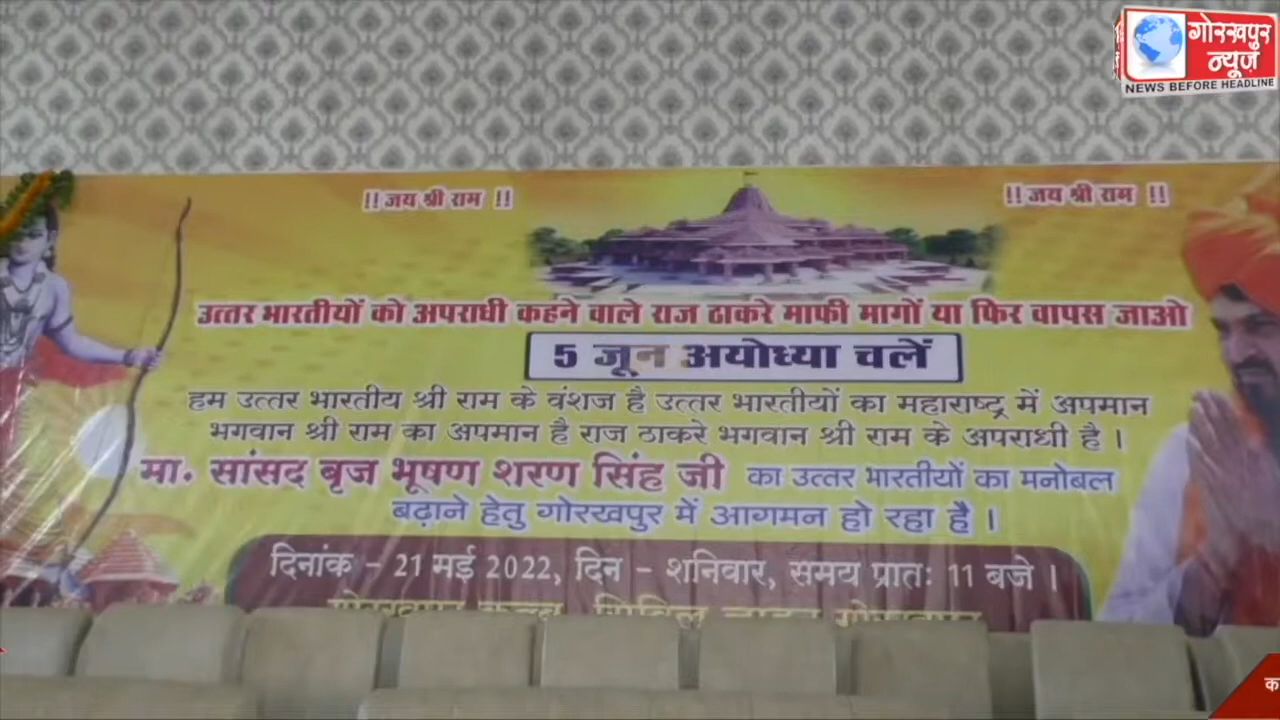 गोरखपुर
न्यूज़
NEWS BEFORE HEADLINE
!! जय श्री राम !!
!! जय श्री राम !!
उत्तर भारतीयों को अपराधी कहने वाले राज ठाकरे माफी मागों या फिर वापस जाओ
5 जून अयोध्या चलें
हम उत्तर भारतीय श्री राम के वंशज है उत्तर भारतीयों का महाराष्ट्र में अपमान
भगवान श्री राम का अपमान है राज ठाकरे भगवान श्री राम के अपराधी है ।
मा. सांसद बृज भूषण शरण सिंह जी का उत्तर भारतीयों का मनोबल
बढ़ाने हेतु गोरखपुर में आगमन हो रहा है ।
दिनांक – 21 मई 2022, दिन – शनिवार, समय प्रातः 11 बजे ।